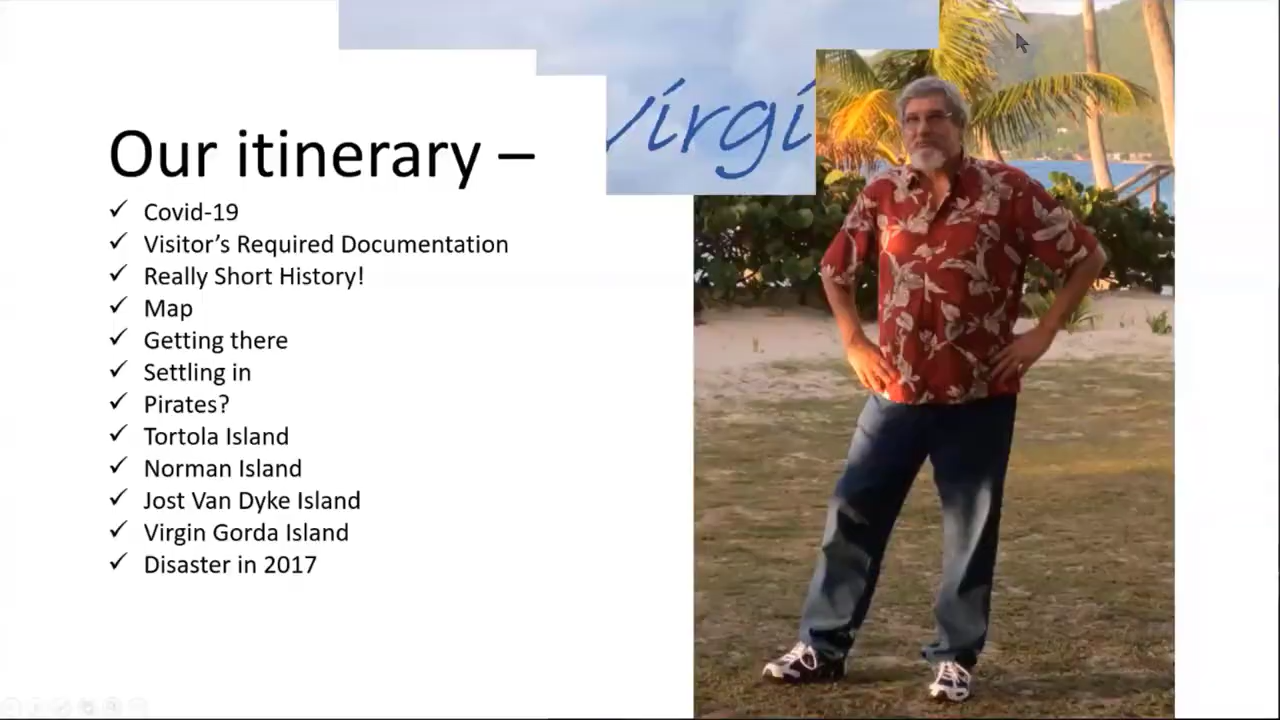 Virgi
Our itinerary –
✓ Covid-19
✓ Visitor's Required Documentation
✓ Really Short History!
✓ Map
✓ Getting there
✓ Settling in
✓ Pirates?
✓ Tortola Island
✓ Norman Island
✓ Jost Van Dyke Island
✓ Virgin Gorda Island
✓ Disaster in 2017